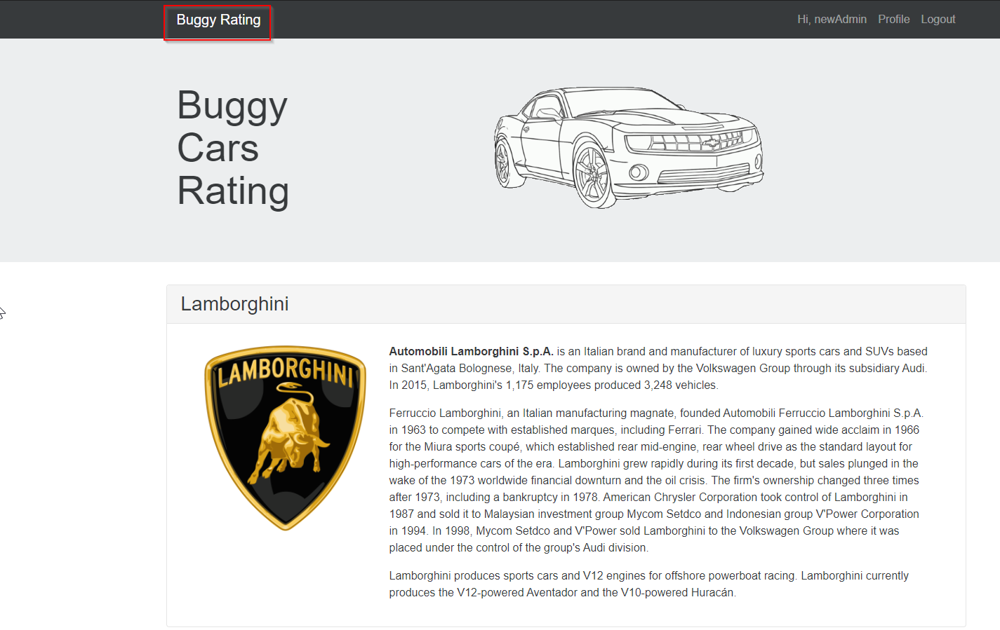 Buggy Rating
Hi, newAdmin Profile Logout
Buggy
Cars
Rating
Lamborghini
LAMBORGHINI
Automobili Lamborghini S.p.A. is an Italian brand and manufacturer of luxury sports cars and SUVs based
in Sant'Agata Bolognese, Italy. The company is owned by the Volkswagen Group through its subsidiary Audi.
In 2015, Lamborghini's 1,175 employees produced 3,248 vehicles.
Ferruccio Lamborghini, an Italian manufacturing magnate, founded Automobili Ferruccio Lamborghini S.p.A.
in 1963 to compete with established marques, including Ferrari. The company gained wide acclaim in 1966
for the Miura sports coupé, which established rear mid-engine, rear wheel drive as the standard layout for
high-performance cars of the era. Lamborghini grew rapidly during its first decade, but sales plunged in the
wake of the 1973 worldwide financial downturn and the oil crisis. The firm's ownership changed three times
after 1973, including a bankruptcy in 1978. American Chrysler Corporation took control of Lamborghini in
1987 and sold it to Malaysian investment group Mycom Setdco and Indonesian group V'Power Corporation
in 1994. In 1998, Mycom Setdco and V'Power sold Lamborghini to the Volkswagen Group where it was
placed under the control of the group's Audi division.
Lamborghini produces sports cars and V12 engines for offshore powerboat racing. Lamborghini currently
produces the V12-powered Aventador and the V10-powered Huracán.